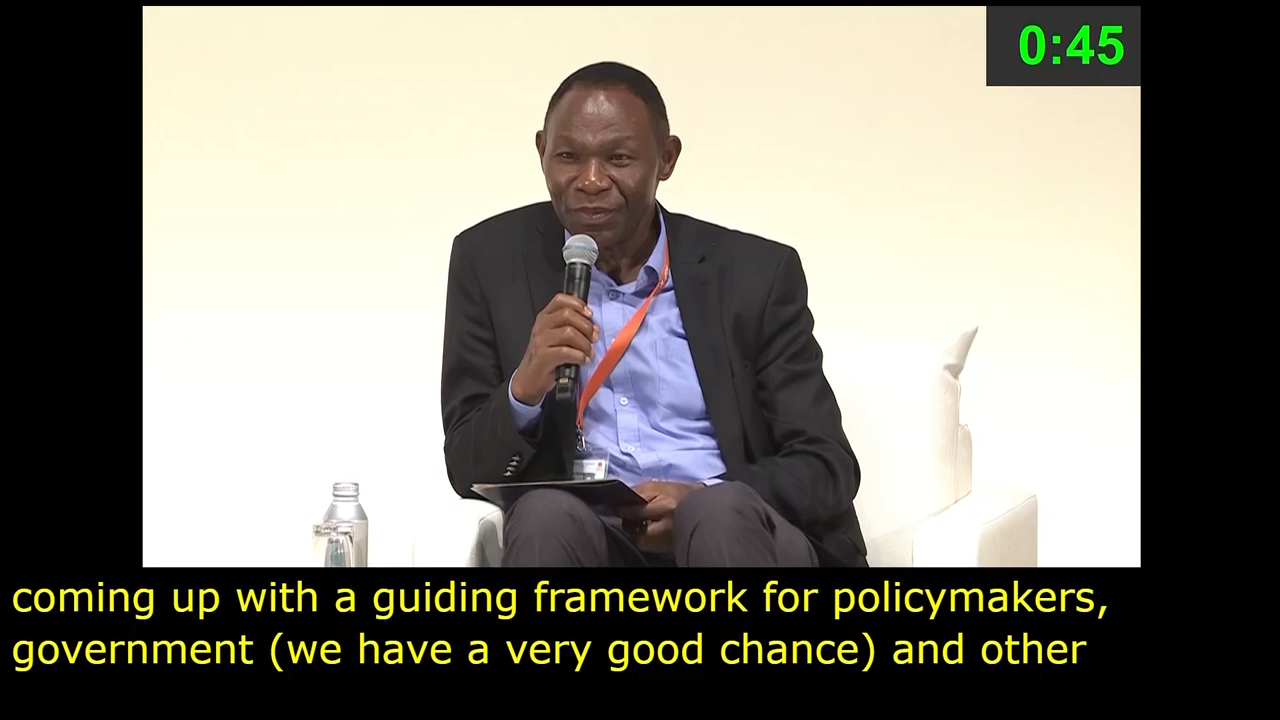 0:45
coming up with a guiding framework for policymakers,
government (we have a very good chance) and other